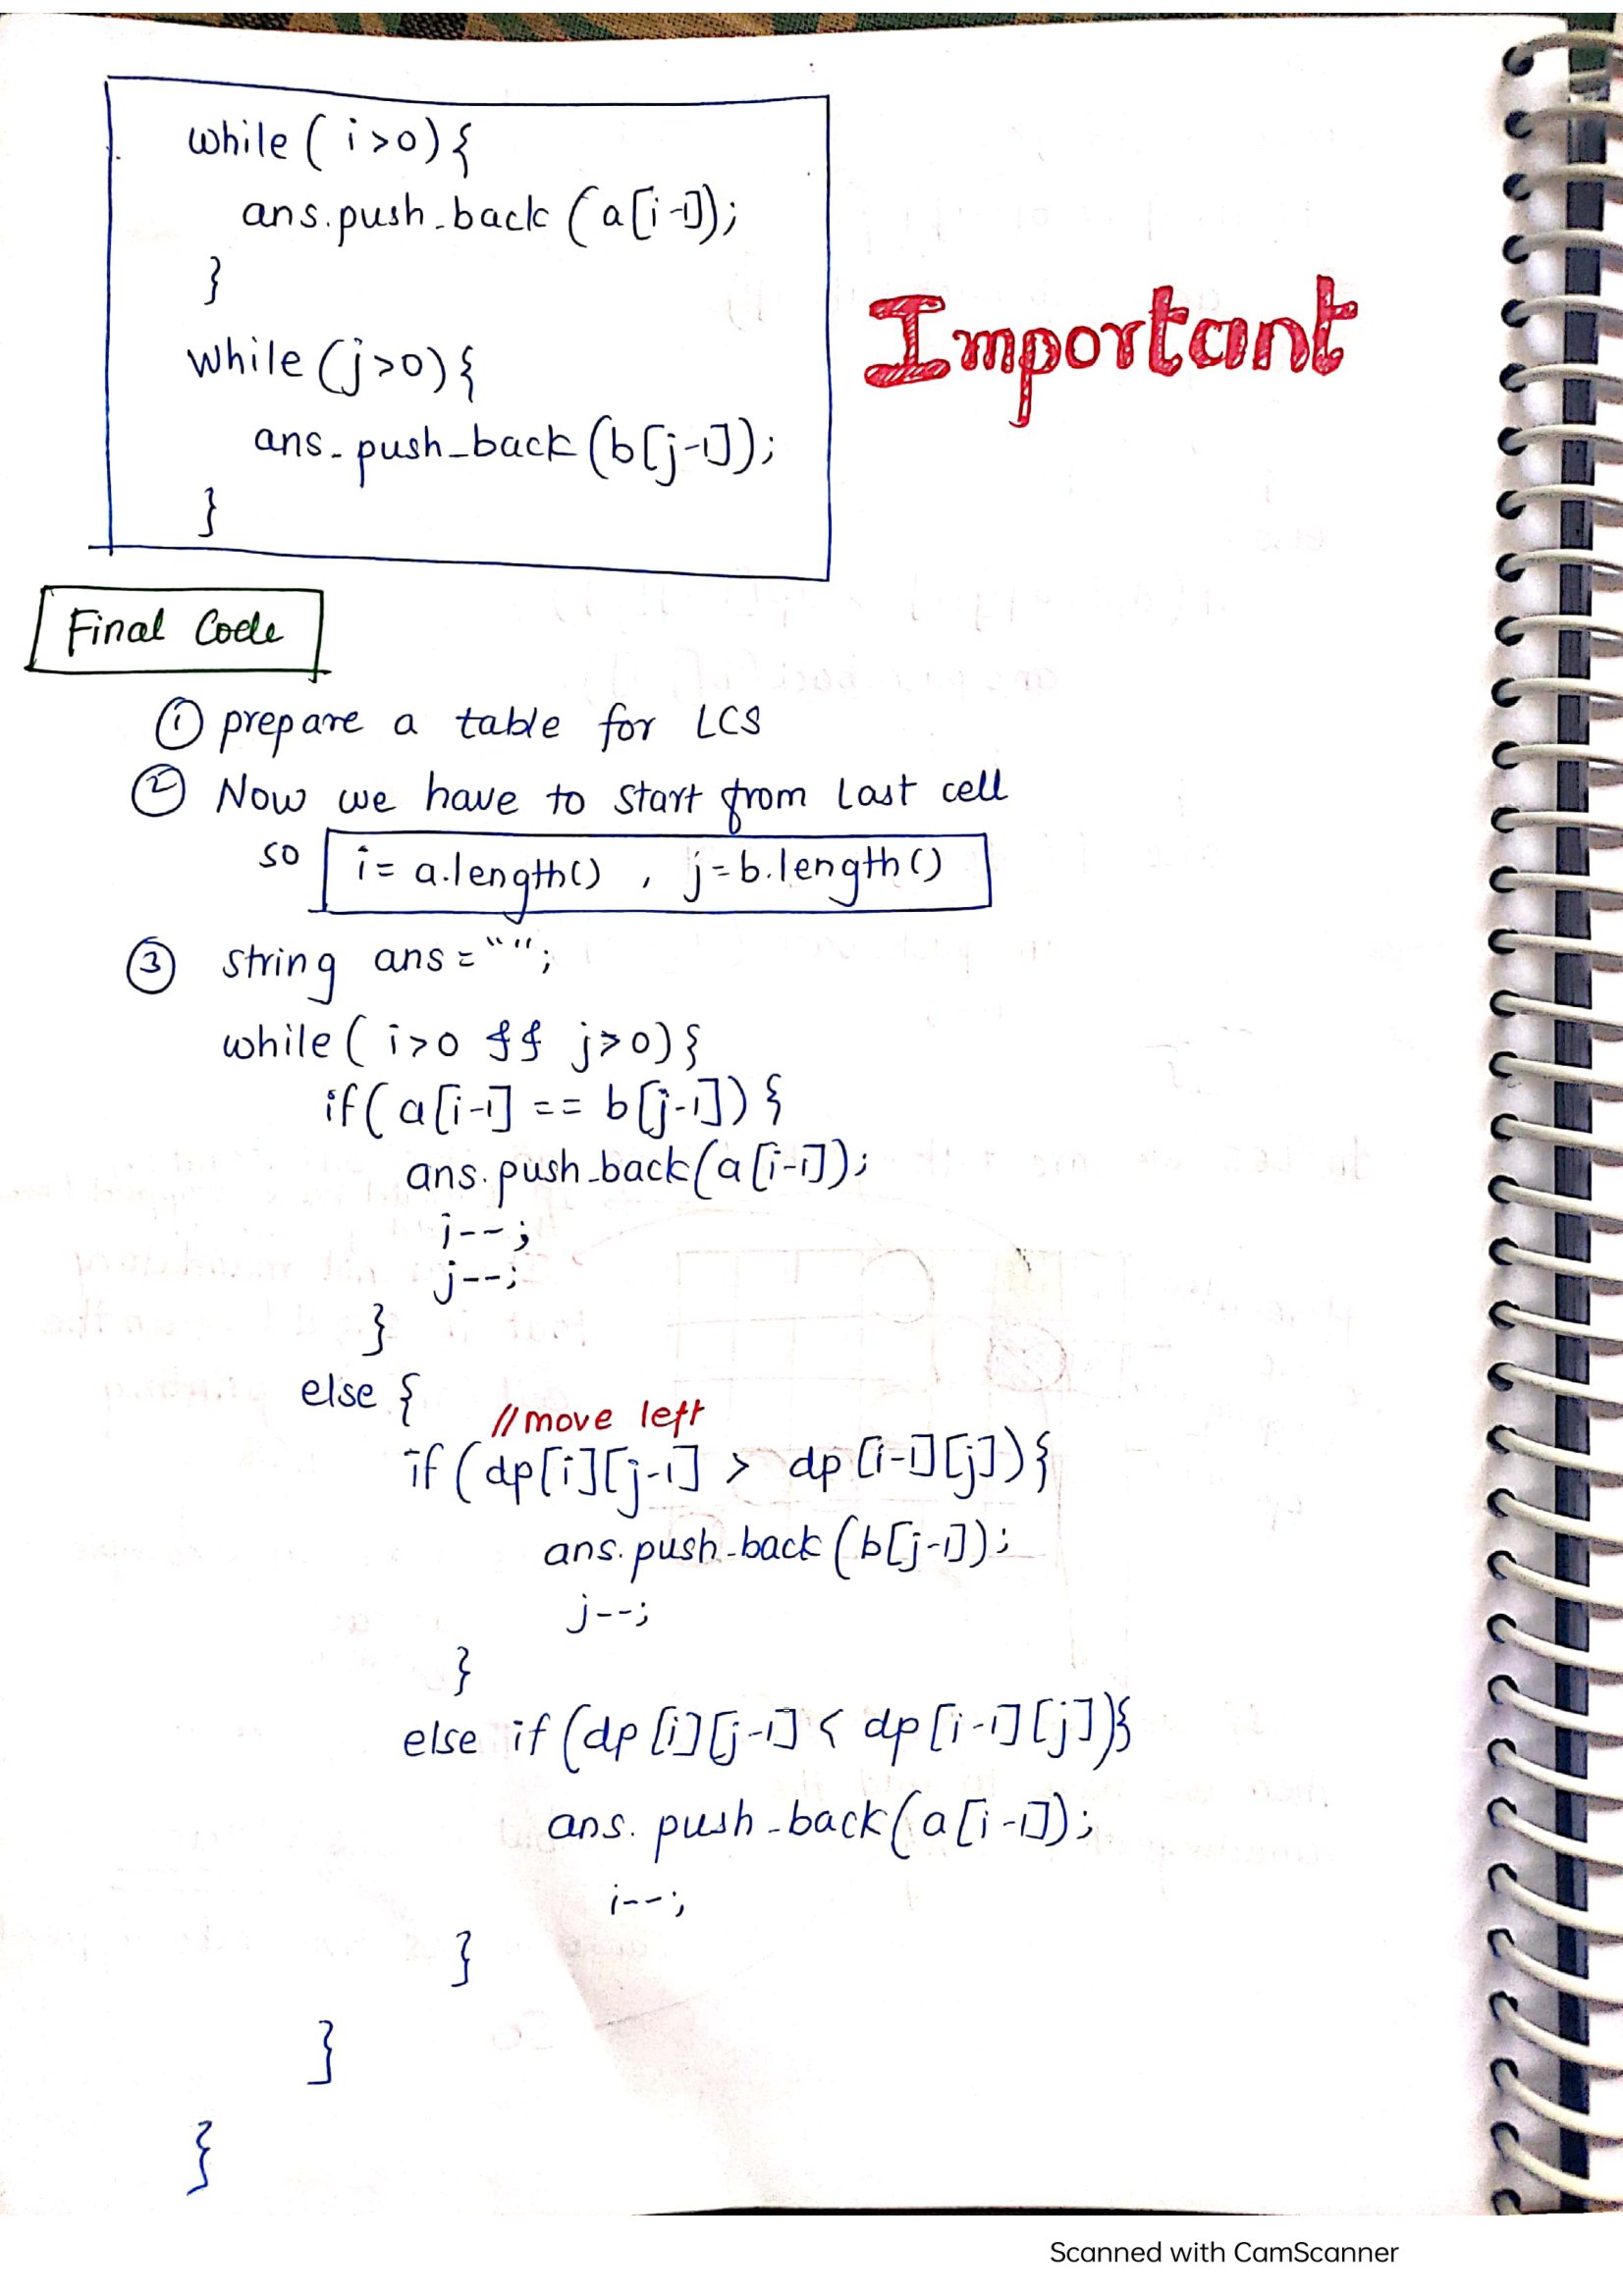 while ( i > 0 ) {
ans.push_back ( a[i-1]);
}
while (j>0) {
ans. push_back (b[j-1]);
}
Important
Final Code
① prepare a table for LCS
② Now we have to start from last cell
so i = a.length() , j = b.length()
③ string ans = "";
while ( i>0 && j>0) {
if( a[i-1] == b[j-1]) {
ans.push_back(a[i-1]);
i--;
j--;
}
else {
//move left
if (dp[i][j-1] > dp[i-1][j]) {
ans.push_back (b[j-1]);
j--;
}
else if (dp[i][j-1] < dp[i-1][j]){
ans. push_back(a[i-1]);
i--;
}
}
}
Scanned with CamScanner